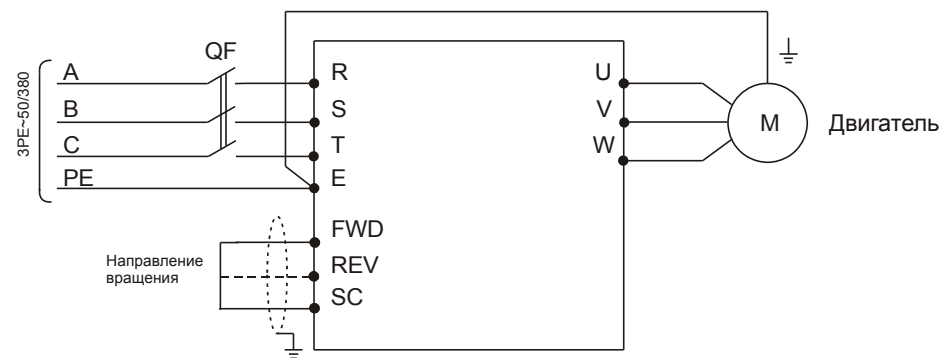 QF
3PE~50/380
A
B
C
PE
R
S
T
E
FWD
REV
SC
Направление
вращения
U
V
W
M
Двигатель